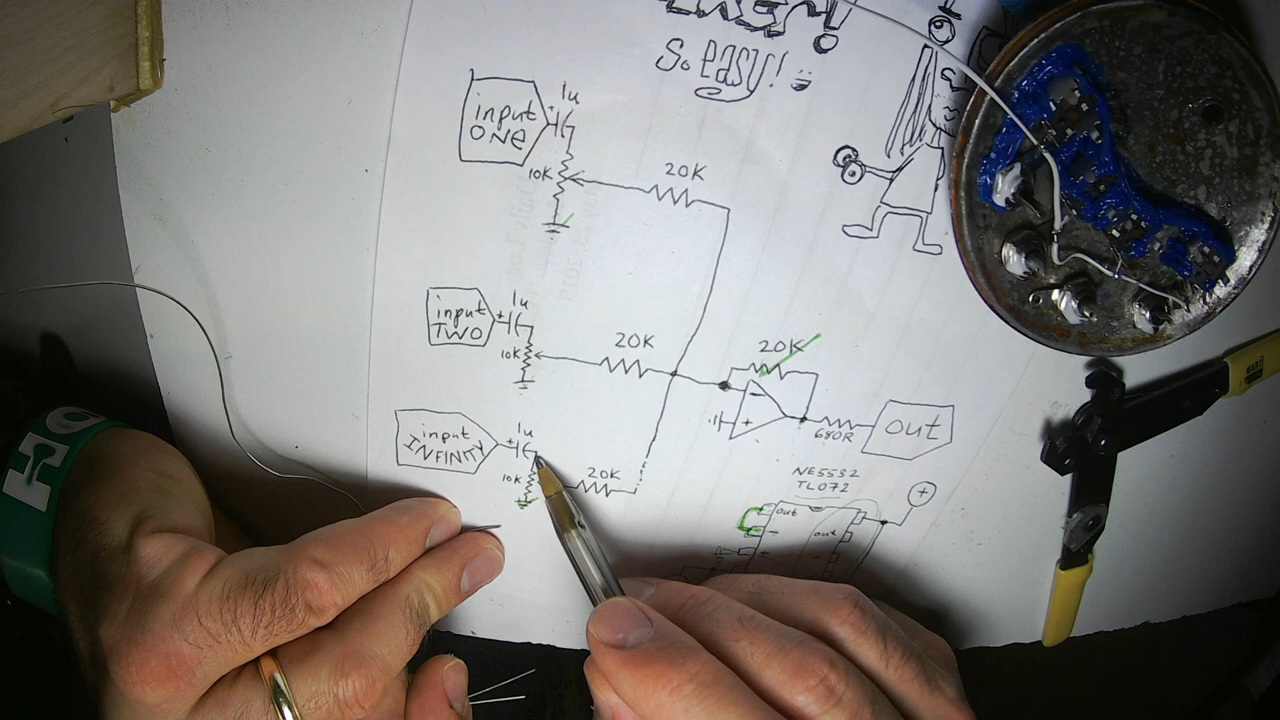 So easy!
input
ONE
1u
10K
20K
input
TWO
1u
10K
20K
20K
input
INFINITY
1u
10K
20K
680R
out
NE5532
TL072
out
out